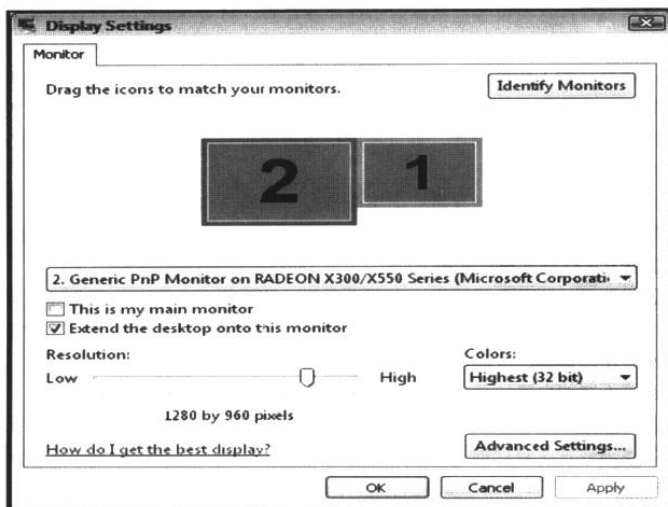 Display Settings
Monitor
Drag the icons to match your monitors.
Identify Monitors
2
1
2. Generic PnP Monitor on RADEON X300/X550 Series (Microsoft Corporati
This is my main monitor
Extend the desktop onto this monitor
Resolution:
Colors:
Low
High
Highest (32 bit)
1280 by 960 pixels
How do I get the best display?
Advanced Settings...
OK
Cancel
Apply